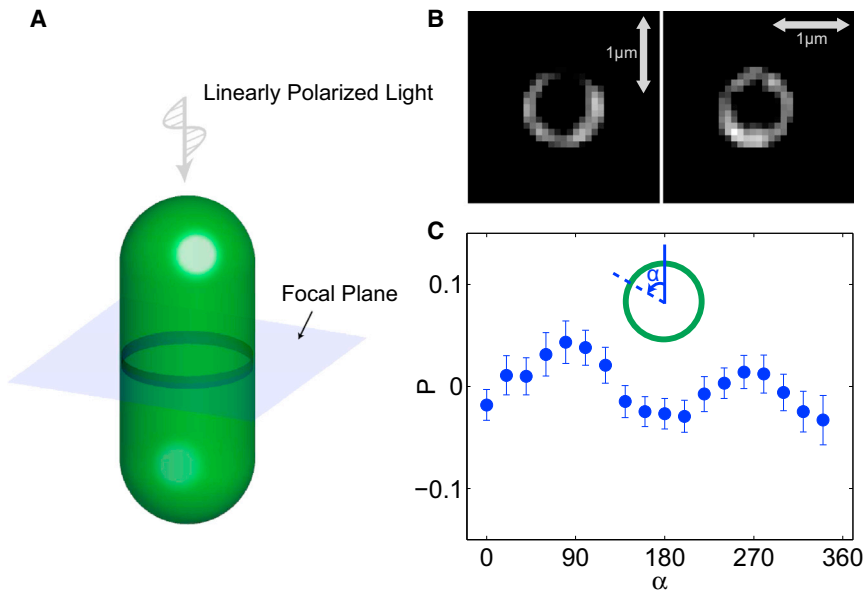 A
Linearly Polarized Light
Focal Plane
B
1µm
1µm
C
α
P
0.1
0
−0.1
0 90 180 270 360
α